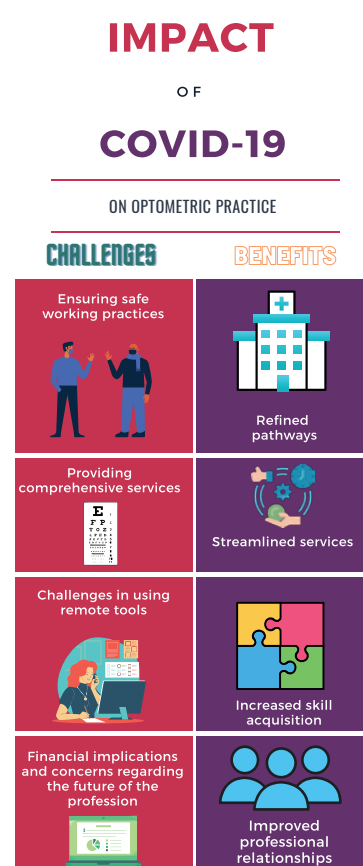 IMPACT
OF
COVID-19
ON OPTOMETRIC PRACTICE
CHALLENGES
BENEFITS
Ensuring safe
working practices
Refined
pathways
Providing
comprehensive services
E
F P
T O Z
Streamlined services
Challenges in using
remote tools
Increased skill
acquisition
Financial implications
and concerns regarding
the future of the
profession
Improved
professional
relationships